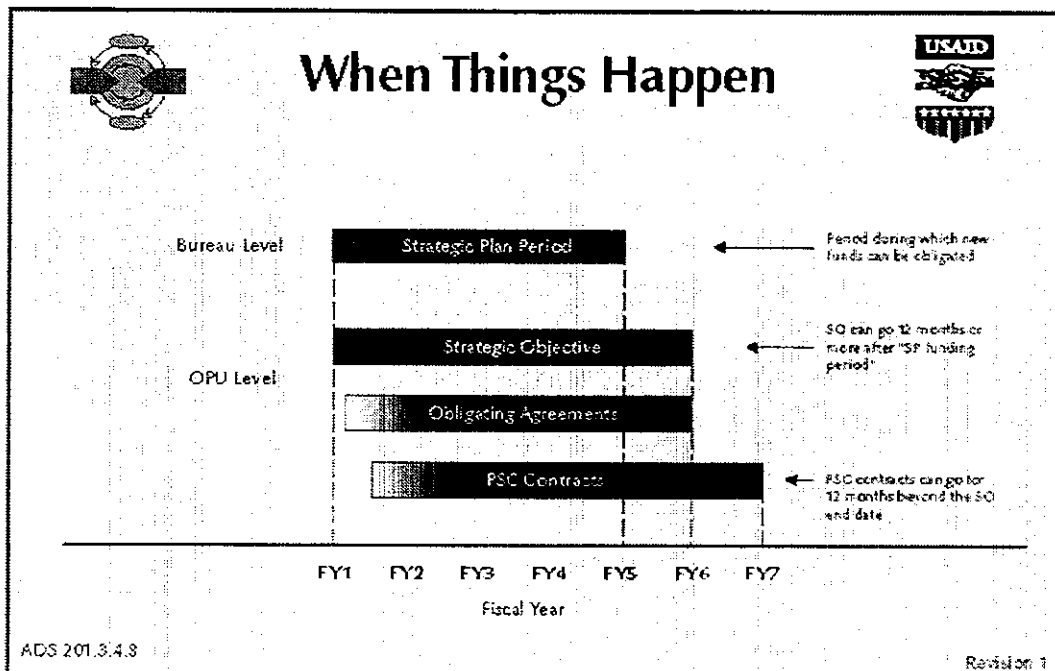 When Things Happen
USAID
Bureau Level
Strategic Plan Period
Period during which new
funds can be obligated
Strategic Objective
SO can go 12 months or
more after "SP funding
period"
OPU Level
Obligating Agreements
PSC Contracts
PSC contracts can go for
12 months beyond the SO
end date
FY1 FY2 FY3 FY4 FY5 FY6 FY7
Fiscal Year
ADS 201.3.4.8
Revision 1